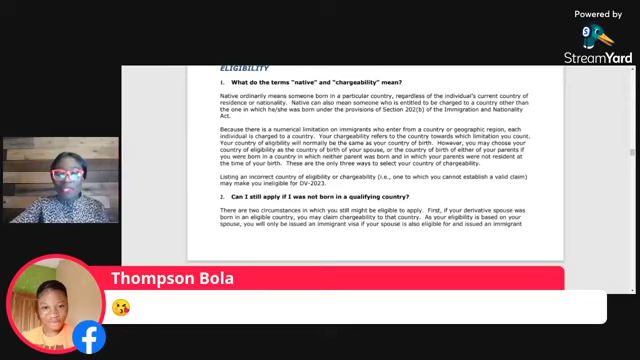 Powered by
StreamYard
ELIGIBILITY
1. What do the terms "native" and "chargeability" mean?
Native ordinarily means someone born in a particular country, regardless of the individual's current country of
residence or nationality. Native can also mean someone who is entitled to be charged to a country other than
the one in which he/she was born under the provisions of Section 202(b) of the Immigration and Nationality
Act.
Because there is a numerical limitation on immigrants who enter from a country or geographic region, each
individual is charged to a country. Your chargeability refers to the country towards which limitation you count.
Your country of eligibility will normally be the same as your country of birth. However, you may choose your
country of eligibility as the country of birth of your spouse, or the country of birth of either of your parents if
you were born in a country in which neither parent was born and in which your parents were not resident at
the time of your birth. These are the only three ways to select your country of chargeability.
Listing an incorrect country of eligibility or chargeability (i.e., one to which you cannot establish a valid claim)
may make you ineligible for DV-2023.
2. Can I still apply if I was not born in a qualifying country?
There are two circumstances in which you still might be eligible to apply. First, if your derivative spouse was
born in an eligible country, you may claim chargeability to that country. As your eligibility is based on your
spouse, you will only be issued an immigrant visa if your spouse is also eligible for and issued an immigrant
Thompson Bola
😘